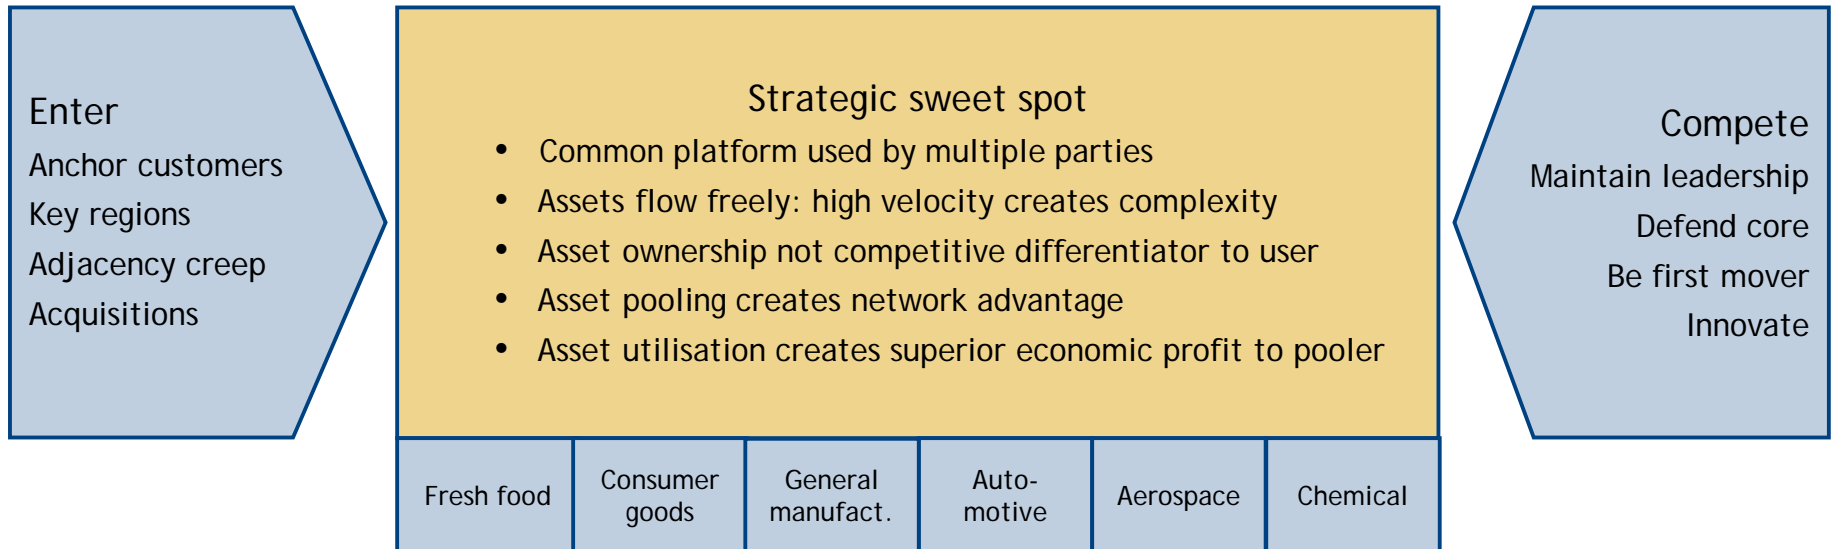 Enter
Anchor customers
Key regions
Adjacency creep
Acquisitions
Strategic sweet spot
• Common platform used by multiple parties
• Assets flow freely: high velocity creates complexity
• Asset ownership not competitive differentiator to user
• Asset pooling creates network advantage
• Asset utilisation creates superior economic profit to pooler
Compete
Maintain leadership
Defend core
Be first mover
Innovate
Fresh food
Consumer
goods
General
manufact.
Auto-
motive
Aerospace
Chemical